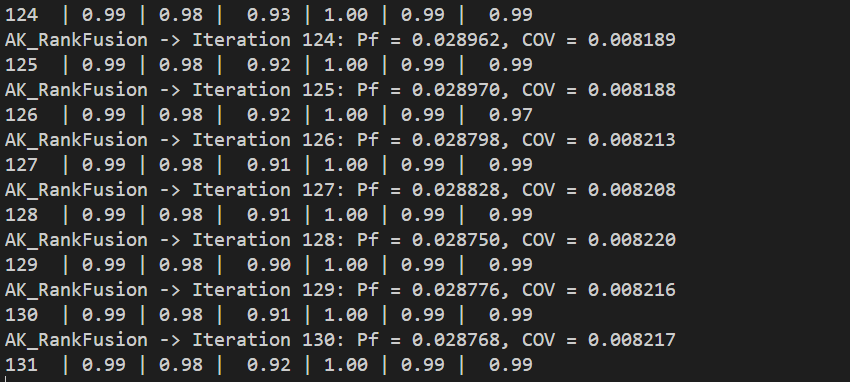 124  | 0.99 | 0.98 |  0.93 | 1.00 | 0.99 |  0.99
AK_RankFusion -> Iteration 124: Pf = 0.028962, COV = 0.008189
125  | 0.99 | 0.98 |  0.92 | 1.00 | 0.99 |  0.99
AK_RankFusion -> Iteration 125: Pf = 0.028970, COV = 0.008188
126  | 0.99 | 0.98 |  0.92 | 1.00 | 0.99 |  0.97
AK_RankFusion -> Iteration 126: Pf = 0.028798, COV = 0.008213
127  | 0.99 | 0.98 |  0.91 | 1.00 | 0.99 |  0.99
AK_RankFusion -> Iteration 127: Pf = 0.028828, COV = 0.008208
128  | 0.99 | 0.98 |  0.91 | 1.00 | 0.99 |  0.99
AK_RankFusion -> Iteration 128: Pf = 0.028750, COV = 0.008220
129  | 0.99 | 0.98 |  0.90 | 1.00 | 0.99 |  0.99
AK_RankFusion -> Iteration 129: Pf = 0.028776, COV = 0.008216
130  | 0.99 | 0.98 |  0.91 | 1.00 | 0.99 |  0.99
AK_RankFusion -> Iteration 130: Pf = 0.028768, COV = 0.008217
131  | 0.99 | 0.98 |  0.92 | 1.00 | 0.99 |  0.99